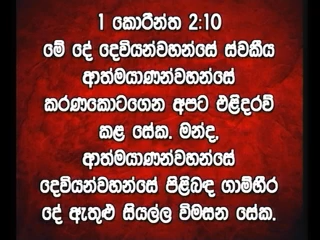 1 කොරින්ත 2:10
මේ දේ දෙවියන්වහන්සේ ස්වකීය
ආත්මයාණන්වහන්සේ
කරණකොටගෙන අපට එළිදරව්
කළ සේක. මන්ද,
ආත්මයාණන්වහන්සේ
දෙවියන්වහන්සේ පිළිබඳ ගාම්භීර
දේ ඇතුළු සියල්ල විමසන සේක.